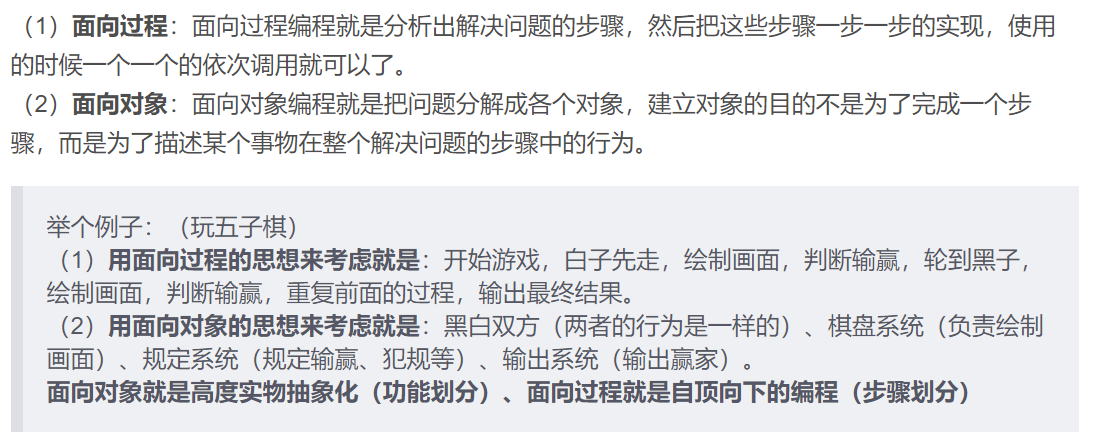 （1）面向过程：面向过程编程就是分析出解决问题的步骤，然后把这些步骤一步一步的实现，使用
的时候一个一个的依次调用就可以了。
（2）面向对象：面向对象编程就是把问题分解成各个对象，建立对象的目的不是为了完成一个步
骤，而是为了描述某个事物在整个解决问题的步骤中的行为。
举个例子：（玩五子棋）
（1）用面向过程的思想来考虑就是：开始游戏，白子先走，绘制画面，判断输赢，轮到黑子，
绘制画面，判断输赢，重复前面的过程，输出最终结果。
（2）用面向对象的思想来考虑就是：黑白双方（两者的行为是一样的）、棋盘系统（负责绘制
画面）、规定系统（规定输赢、犯规等）、输出系统（输出赢家）。
面向对象就是高度实物抽象化（功能划分）、面向过程就是自顶向下的编程（步骤划分）